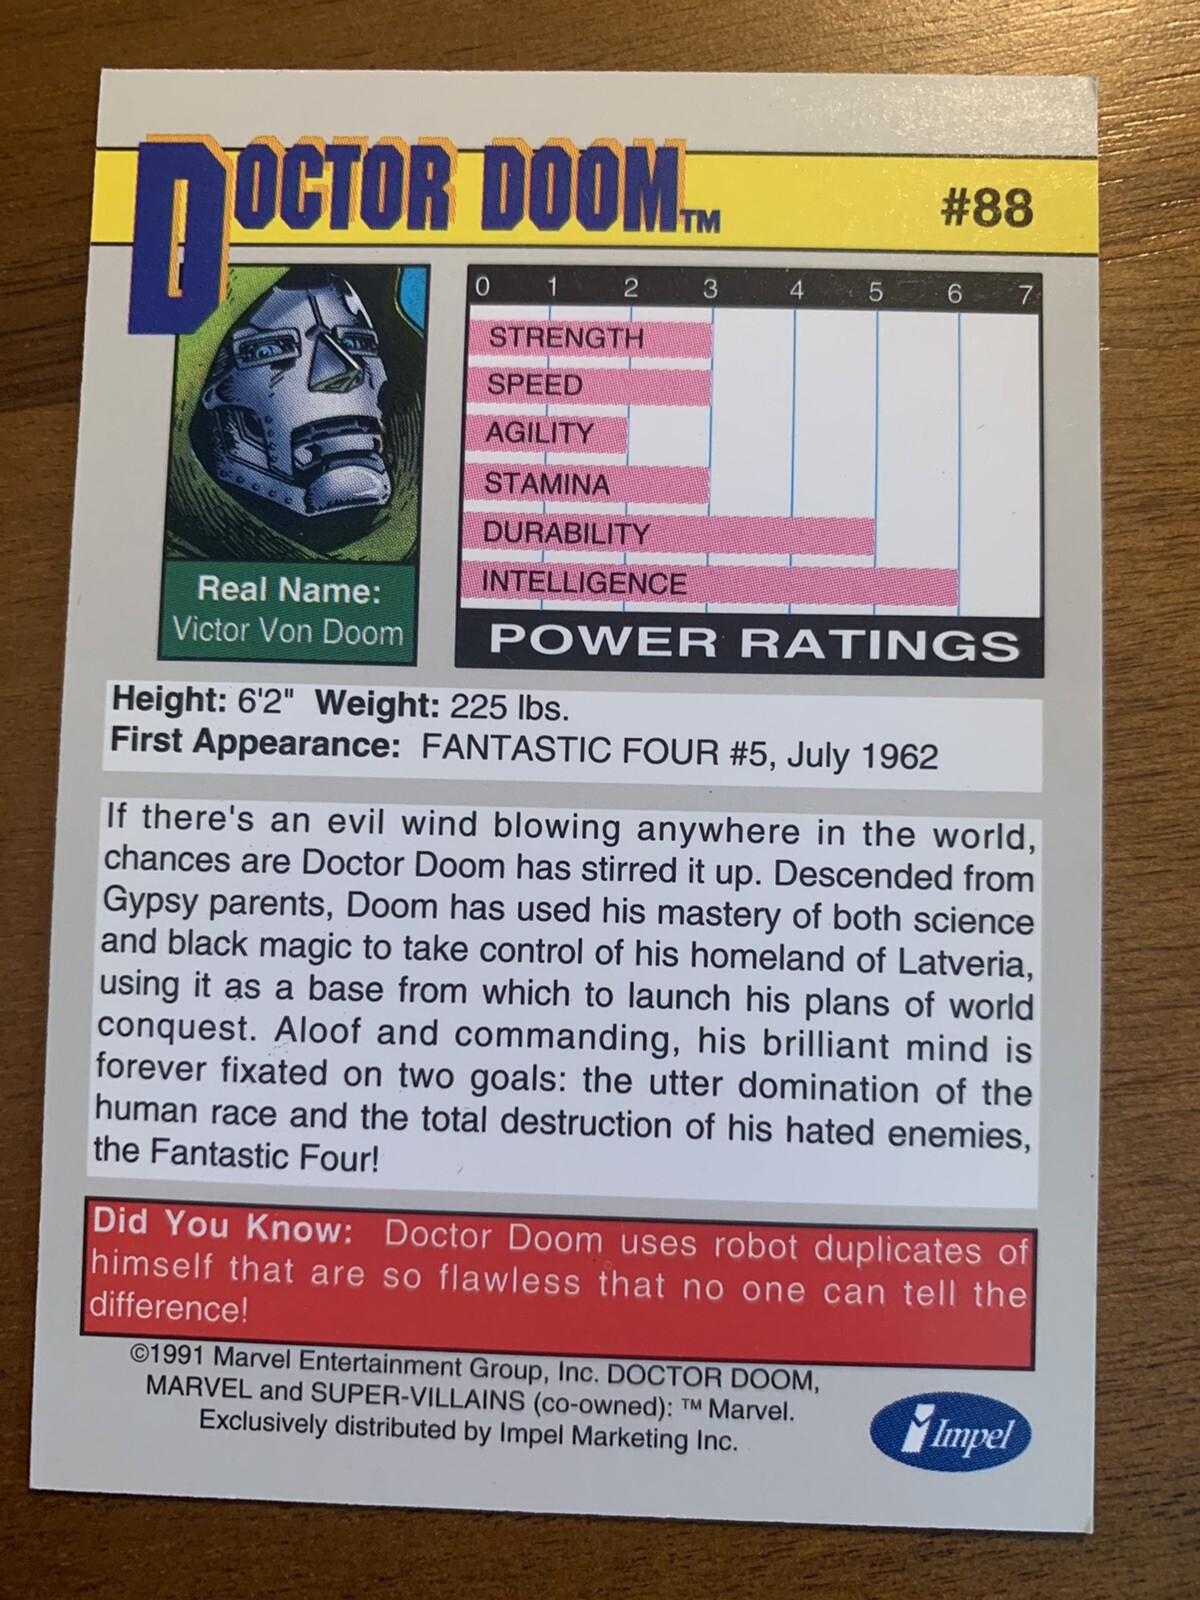 DOCTOR DOOM™
#88
0 1 2 3 4 5 6 7
STRENGTH
SPEED
AGILITY
STAMINA
DURABILITY
INTELLIGENCE
POWER RATINGS
Real Name:
Victor Von Doom
Height: 6'2" Weight: 225 lbs.
First Appearance: FANTASTIC FOUR #5, July 1962
If there's an evil wind blowing anywhere in the world,
chances are Doctor Doom has stirred it up. Descended from
Gypsy parents, Doom has used his mastery of both science
and black magic to take control of his homeland of Latveria,
using it as a base from which to launch his plans of world
conquest. Aloof and commanding, his brilliant mind is
forever fixated on two goals: the utter domination of the
human race and the total destruction of his hated enemies,
the Fantastic Four!
Did You Know: Doctor Doom uses robot duplicates of
himself that are so flawless that no one can tell the
difference!
©1991 Marvel Entertainment Group, Inc. DOCTOR DOOM,
MARVEL and SUPER-VILLAINS (co-owned): ™ Marvel.
Exclusively distributed by Impel Marketing Inc.
Impel